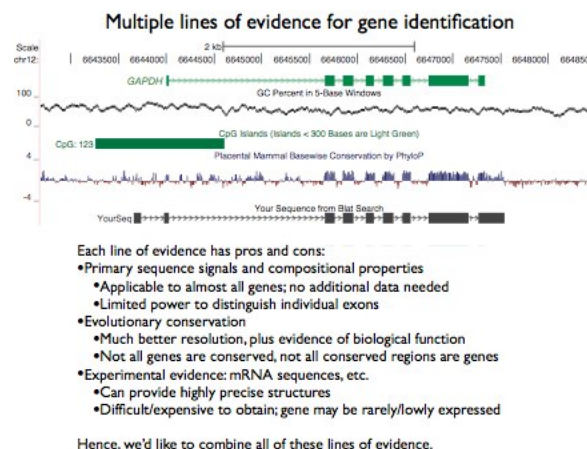 Multiple lines of evidence for gene identification
Scale 2 kb
chr12: 6643500 6644000 6644500 6645000 6645500 6646000 6646500 6647000 6647500 6648000 66485
GAPDH
GC Percent in 5-Base Windows
100
0
CpG Islands (Islands < 300 Bases are Light Green)
CpG: 123
Placental Mammal Basewise Conservation by PhyloP
4
-4
Your Sequence from Blat Search
YourSeq
Each line of evidence has pros and cons:
•Primary sequence signals and compositional properties
•Applicable to almost all genes; no additional data needed
•Limited power to distinguish individual exons
•Evolutionary conservation
•Much better resolution, plus evidence of biological function
•Not all genes are conserved, not all conserved regions are genes
•Experimental evidence: mRNA sequences, etc.
•Can provide highly precise structures
•Difficult/expensive to obtain; gene may be rarely/lowly expressed
Hence, we'd like to combine all of these lines of evidence.